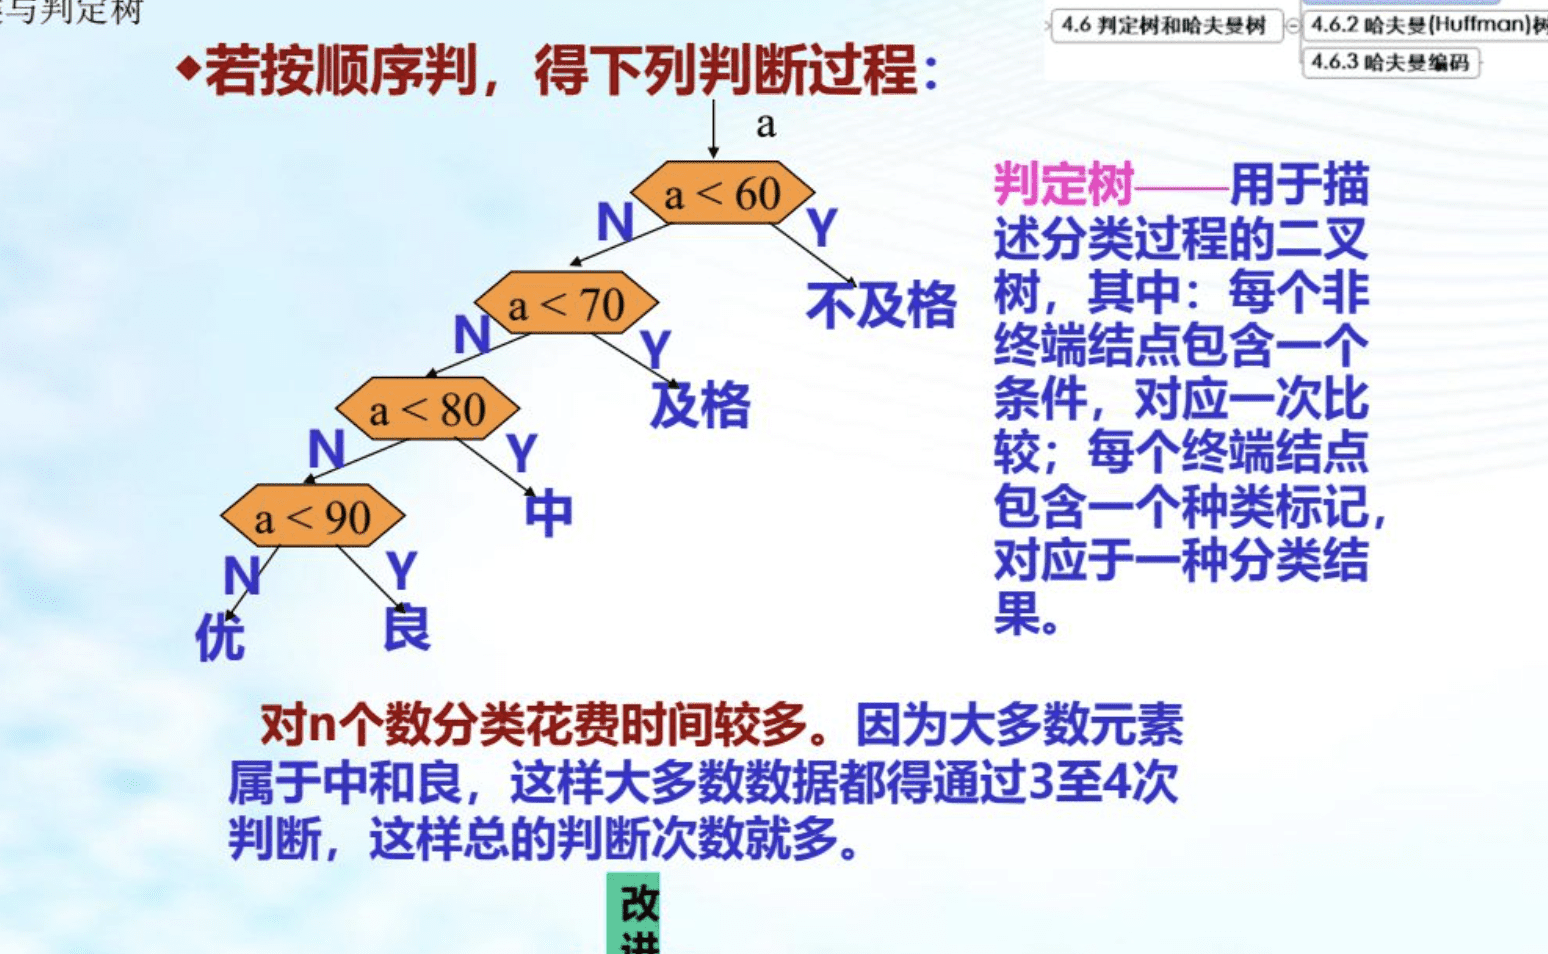 与判定树
4.6 判定树和哈夫曼树
4.6.2 哈夫曼(Huffman)树
4.6.3 哈夫曼编码
◆若按顺序判，得下列判断过程：
a
a < 60
N
Y
不及格
a < 70
N
Y
及格
a < 80
N
Y
中
a < 90
N
Y
优
良
判定树——用于描
述分类过程的二叉
树，其中：每个非
终端结点包含一个
条件，对应一次比
较；每个终端结点
包含一个种类标记，
对应于一种分类结
果。
对n个数分类花费时间较多。因为大多数元素
属于中和良，这样大多数数据都得通过3至4次
判断，这样总的判断次数就多。
改
进